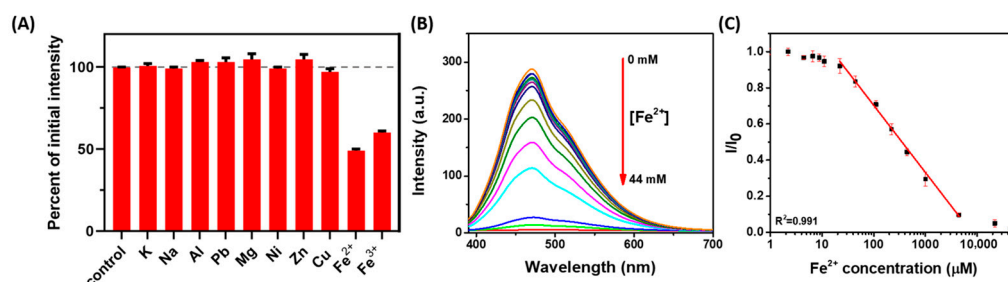 (A)
Percent of initial intensity
100
50
0
control
K
Na
Al
Pb
Mg
Ni
Zn
Cu
Fe²⁺
Fe³⁺
(B)
Intensity (a.u.)
300
200
100
0
0 mM
[Fe²⁺]
44 mM
400 500 600 700
Wavelength (nm)
(C)
I/I₀
1.0
0.8
0.6
0.4
0.2
0.0
R²=0.991
1 10 100 1000 10000
Fe²⁺ concentration (μM)